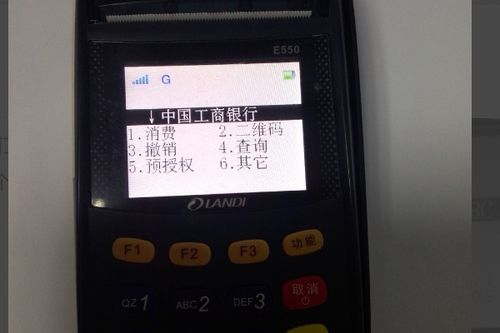 E550
G
↓中国工商银行
1.消费 2.二维码
3.撤销 4.查询
5.预授权 6.其它
LANDI
F1 F2 F3 功能
QZ 1 ABC 2 DEF 3 取消